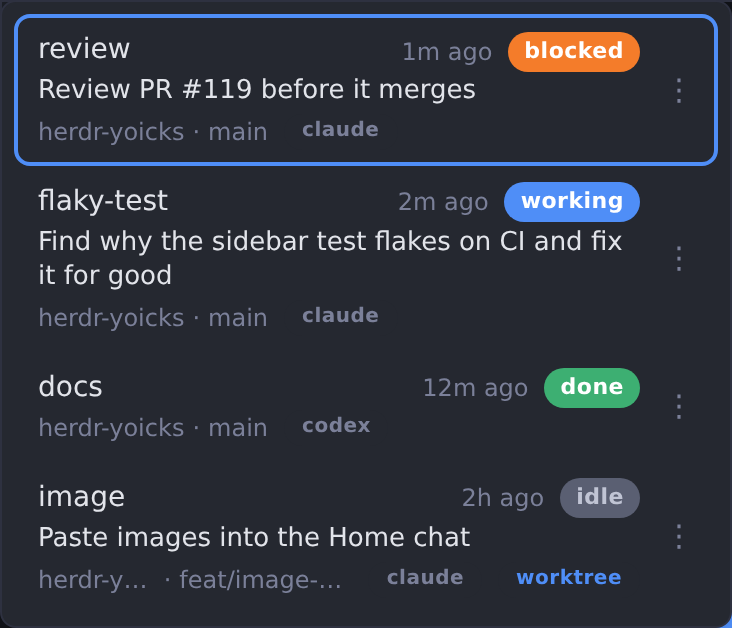 review 1m ago blocked
Review PR #119 before it merges
herdr-yoicks · main claude
flaky-test 2m ago working
Find why the sidebar test flakes on CI and fix
it for good
herdr-yoicks · main claude
docs 12m ago done
herdr-yoicks · main codex
image 2h ago idle
Paste images into the Home chat
herdr-y… · feat/image-… claude worktree